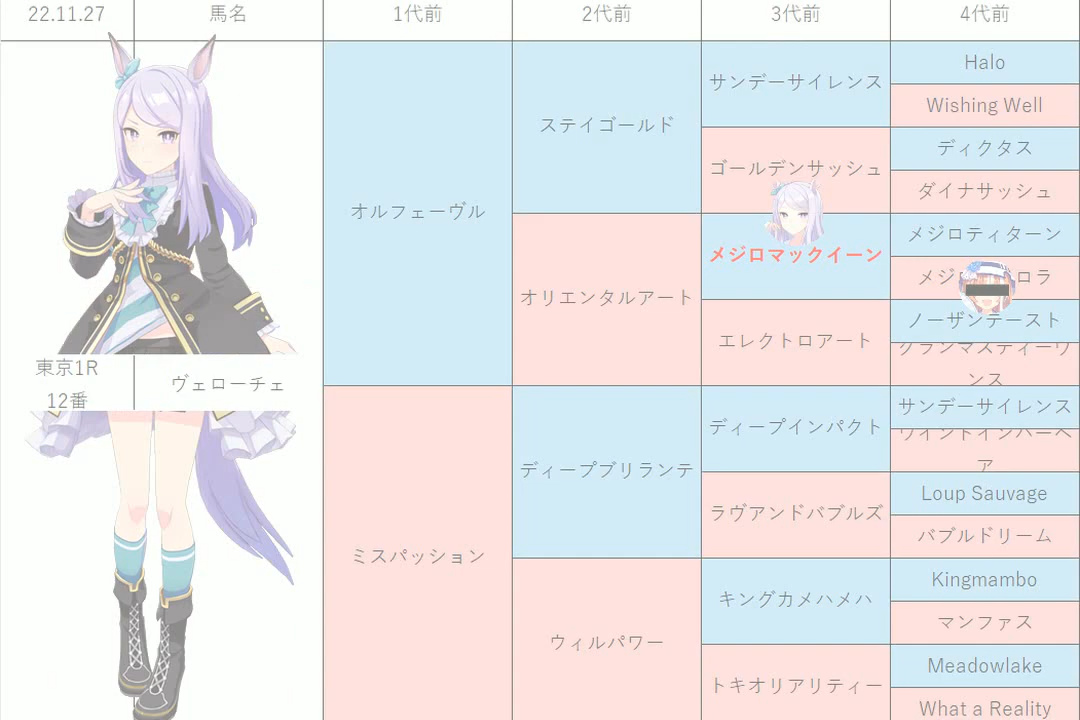 22.11.27 馬名 1代前 2代前 3代前 4代前
Halo
サンデーサイレンス
Wishing Well
ステイゴールド
ディクタス
ゴールデンサッシュ
ダイナサッシュ
オルフェーヴル
メジロティターン
メジロマックイーン
メジ ロラ
オリエンタルアート
ノーザンテースト
エレクトロアート
東京1R
12番
ヴェローチェ
ンス
サンデーサイレンス
ディープインパクト
ア
ディープブリランテ
Loup Sauvage
ラヴアンドバブルズ
バブルドリーム
ミスパッション
Kingmambo
キングカメハメハ
マンファス
ウィルパワー
Meadowlake
トキオリアリティー
What a Reality